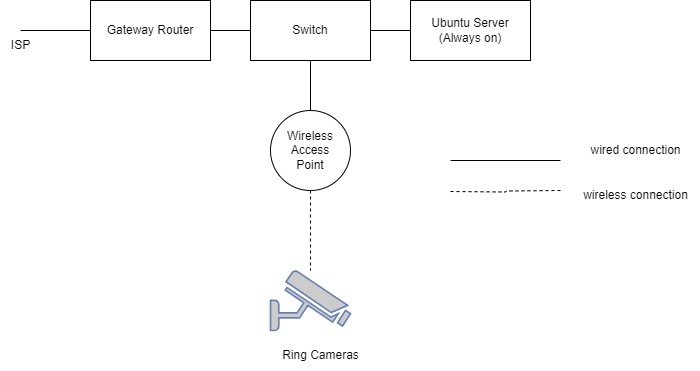 ISP
Gateway Router
Switch
Ubuntu Server
(Always on)
Wireless
Access
Point
wired connection
wireless connection
Ring Cameras